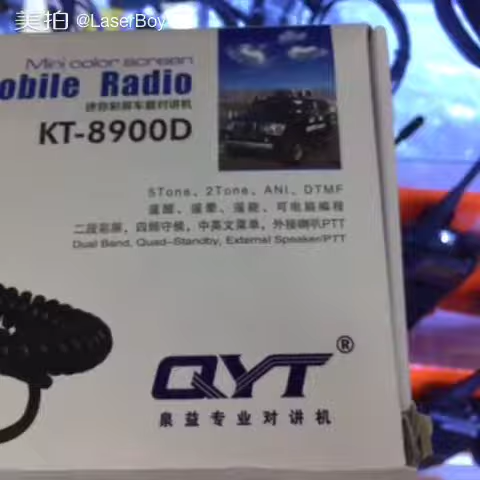 美拍 @LaserBoy
Mini color screen
obile Radio
迷你彩屏车载对讲机
KT-8900D
5Tone、2Tone、ANI、DTMF
遥醒、遥晕、遥毙、可电脑编程
二段彩屏，四频守候，中英文菜单，外接喇叭PTT
Dual Band, Quad-Standby, External Speaker/PTT
QYT®
泉益专业对讲机